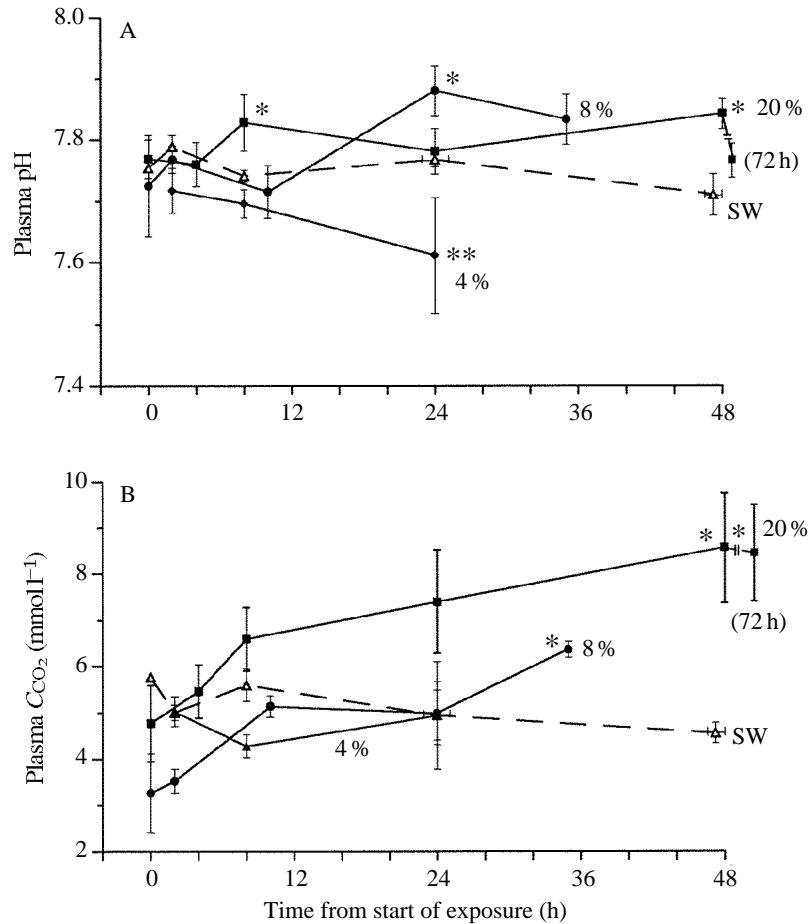 A
8.0
7.8
7.6
7.4
Plasma pH
*
*
8 %
* 20 %
(72 h)
SW
**
4 %
0 12 24 36 48
B
10
8
6
4
2
Plasma C_CO₂ (mmol l⁻¹)
* * 20 %
(72 h)
* 8 %
4 %
SW
0 12 24 36 48
Time from start of exposure (h)